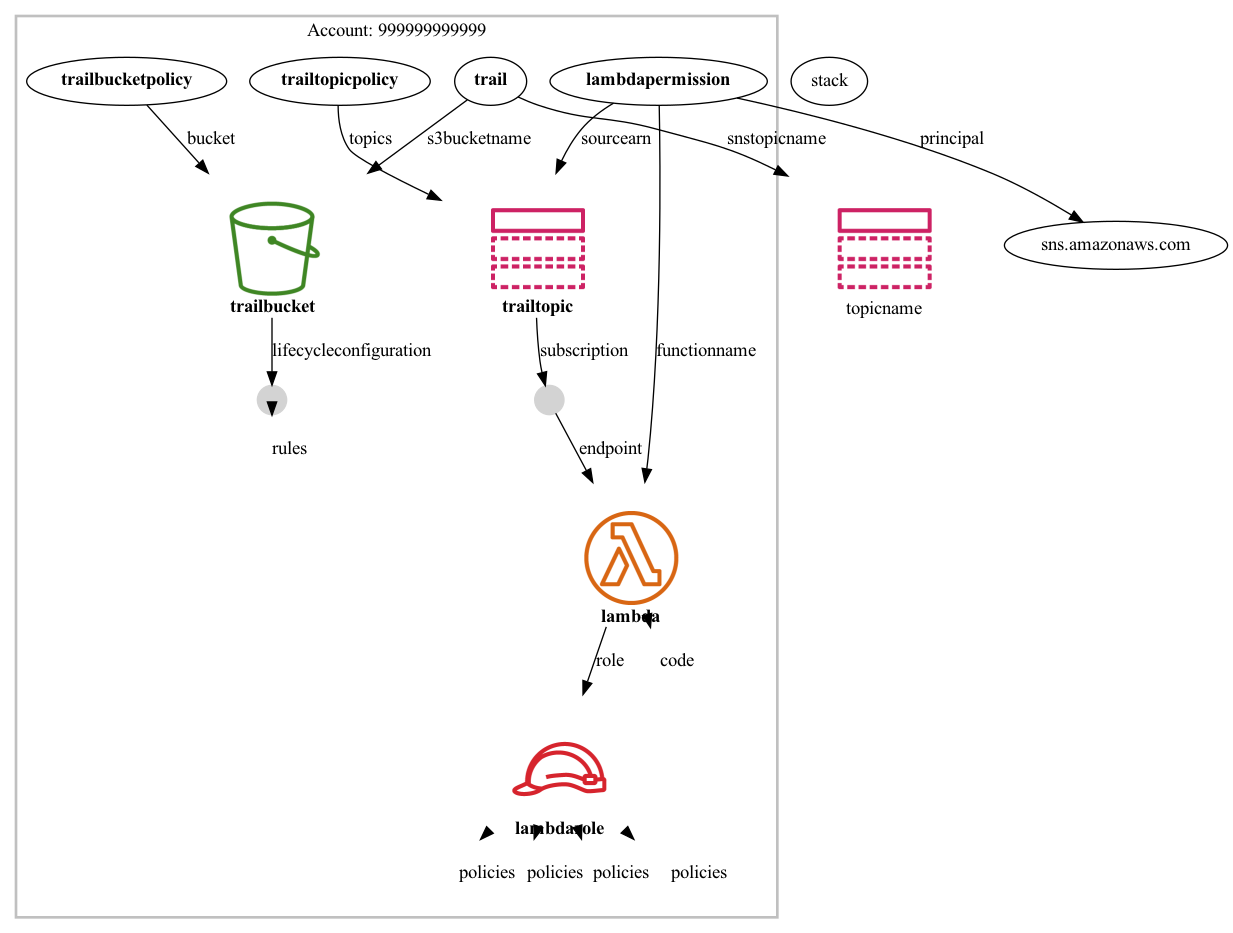 Account: 999999999999
trailbucketpolicy
trailtopicpolicy
trail
lambdapermission
stack
bucket
topics
s3bucketname
sourcearn
snstopicname
principal
sns.amazonaws.com
trailbucket
trailtopic
topicname
lifecycleconfiguration
subscription
functionname
rules
endpoint
lambda
role
code
lambdarole
policies
policies
policies
policies